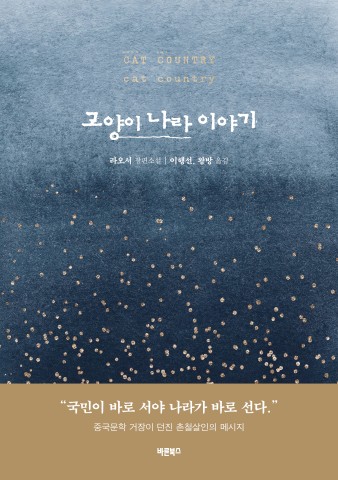 CAT COUNTRY
cat country
고양이 나라 이야기
라오서 장편소설 | 이행선, 왕방 옮김
“국민이 바로 서야 나라가 바로 선다.”
중국문학 거장이 던진 촌철살인의 메시지
바른북스